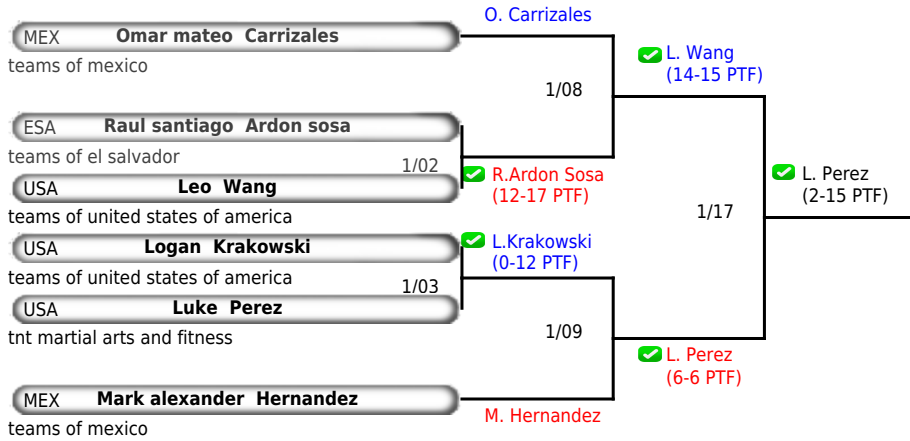 O. Carrizales
MEX Omar mateo Carrizales
teams of mexico
L. Wang
(14-15 PTF)
1/08
ESA Raul santiago Ardon sosa
teams of el salvador
1/02
R.Ardon Sosa
(12-17 PTF)
USA Leo Wang
teams of united states of america
L. Perez
(2-15 PTF)
1/17
USA Logan Krakowski
teams of united states of america
L.Krakowski
(0-12 PTF)
1/03
USA Luke Perez
tnt martial arts and fitness
1/09
L. Perez
(6-6 PTF)
MEX Mark alexander Hernandez
teams of mexico
M. Hernandez